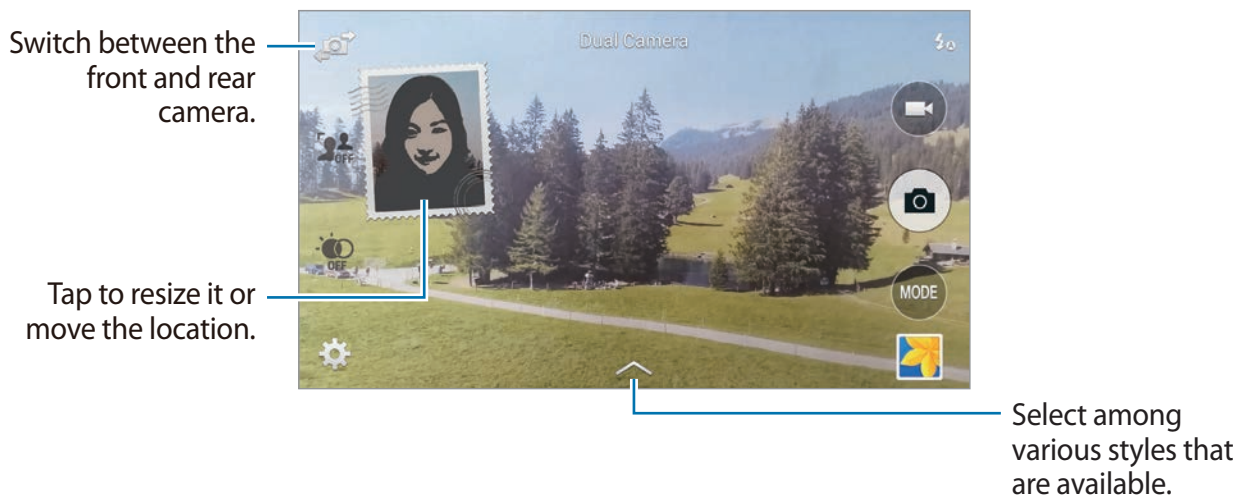 Switch between the
front and rear
camera.
Dual Camera
OFF
OFF
Tap to resize it or
move the location.
MODE
Select among
various styles that
are available.